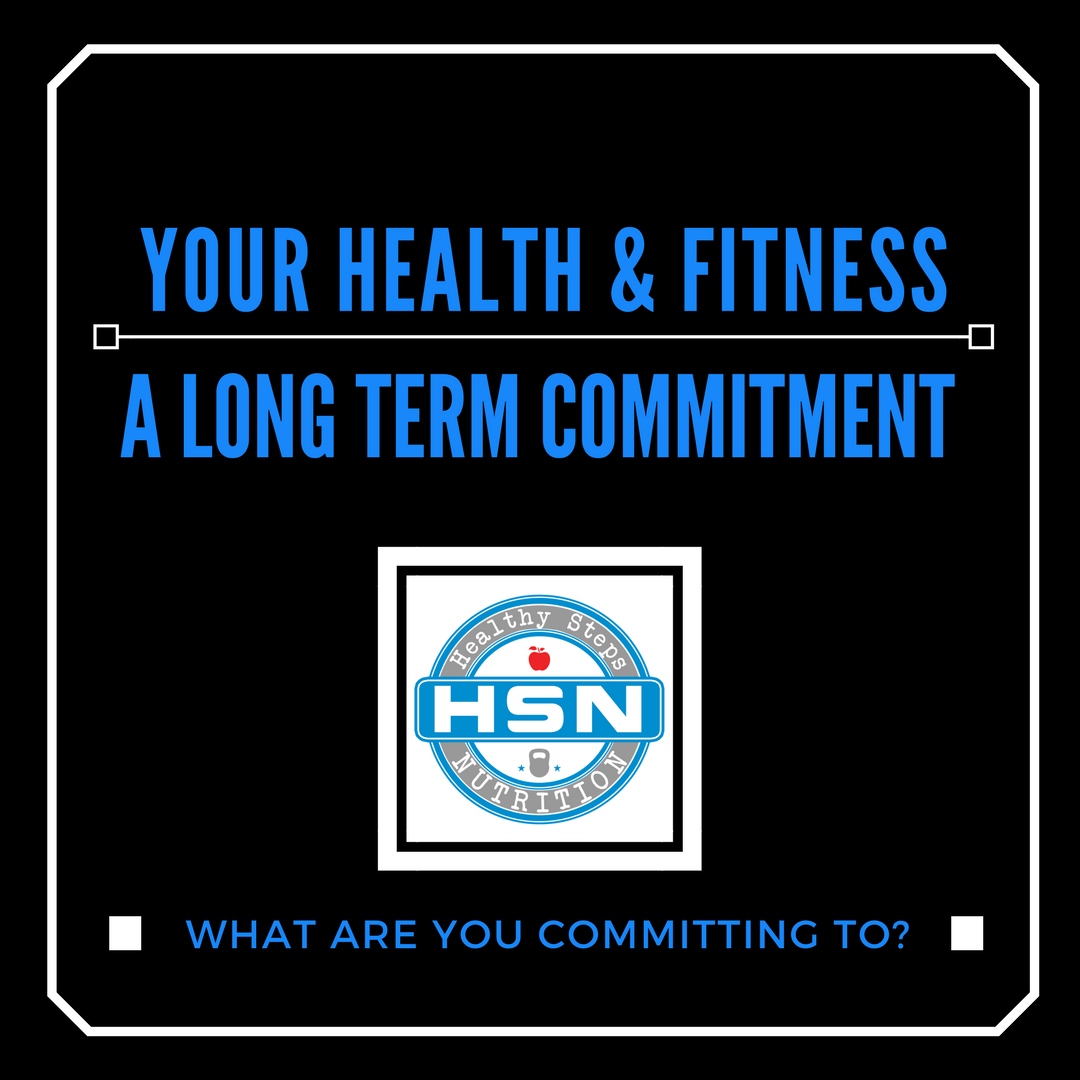 YOUR HEALTH & FITNESS
A LONG TERM COMMITMENT
Healthy Steps
HSN
NUTRITION
WHAT ARE YOU COMMITTING TO?